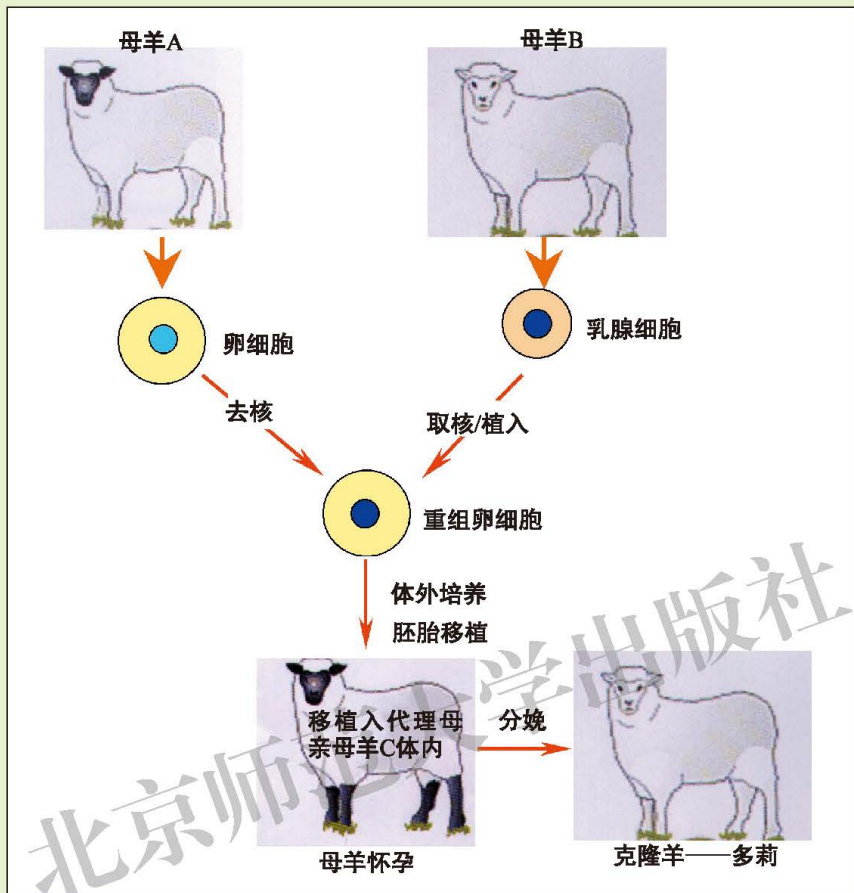 母羊A
母羊B
卵细胞
乳腺细胞
去核
取核/植入
重组卵细胞
体外培养
胚胎移植
移植入代理母
亲母羊C体内
分娩
母羊怀孕
克隆羊——多莉
北京师范大学出版社